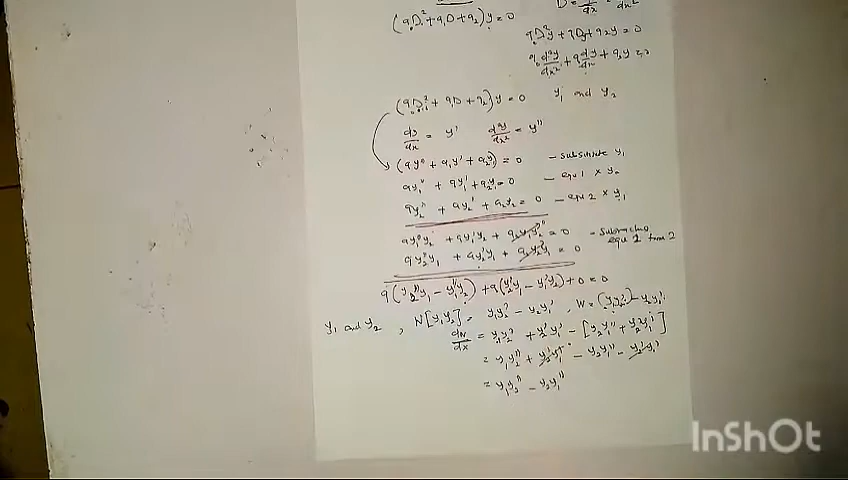 (a₀D² + a₁D + a₂)y = 0
D = d/dx
a₀D²y + a₁Dy + a₂y = 0
a₀ d²y/dx² + a₁ dy/dx + a₂y = 0
(a₀D² + a₁D + a₂)y = 0 y₁ and y₂
dy/dx = y' d²y/dx² = y''
(a₀y'' + a₁y' + a₂y) = 0 - substitute y₁
a₀y₁'' + a₁y₁' + a₂y₁ = 0 - equ 1 × y₂
a₀y₂'' + a₁y₂' + a₂y₂ = 0 - equ 2 × y₁
a₀y₁''y₂ + a₁y₁'y₂ + a₂y₁y₂ = 0 - subtracting
a₀y₂''y₁ + a₁y₂'y₁ + a₂y₂y₁ = 0 equ 2 from 2
a₀(y₂''y₁ - y₁''y₂) + a₁(y₂'y₁ - y₁'y₂) + 0 = 0
y₁ and y₂, W[y₁y₂] = y₁y₂' - y₂y₁', W = (y₁y₂') - y₂y₁'
dW/dx = y₁y₂'' + y₂'y₁' - [y₂y₁'' + y₂'y₁']
= y₁y₂'' + y₂'y₁' - y₂y₁'' - y₂'y₁'
= y₁y₂'' - y₂y₁''
InShOt